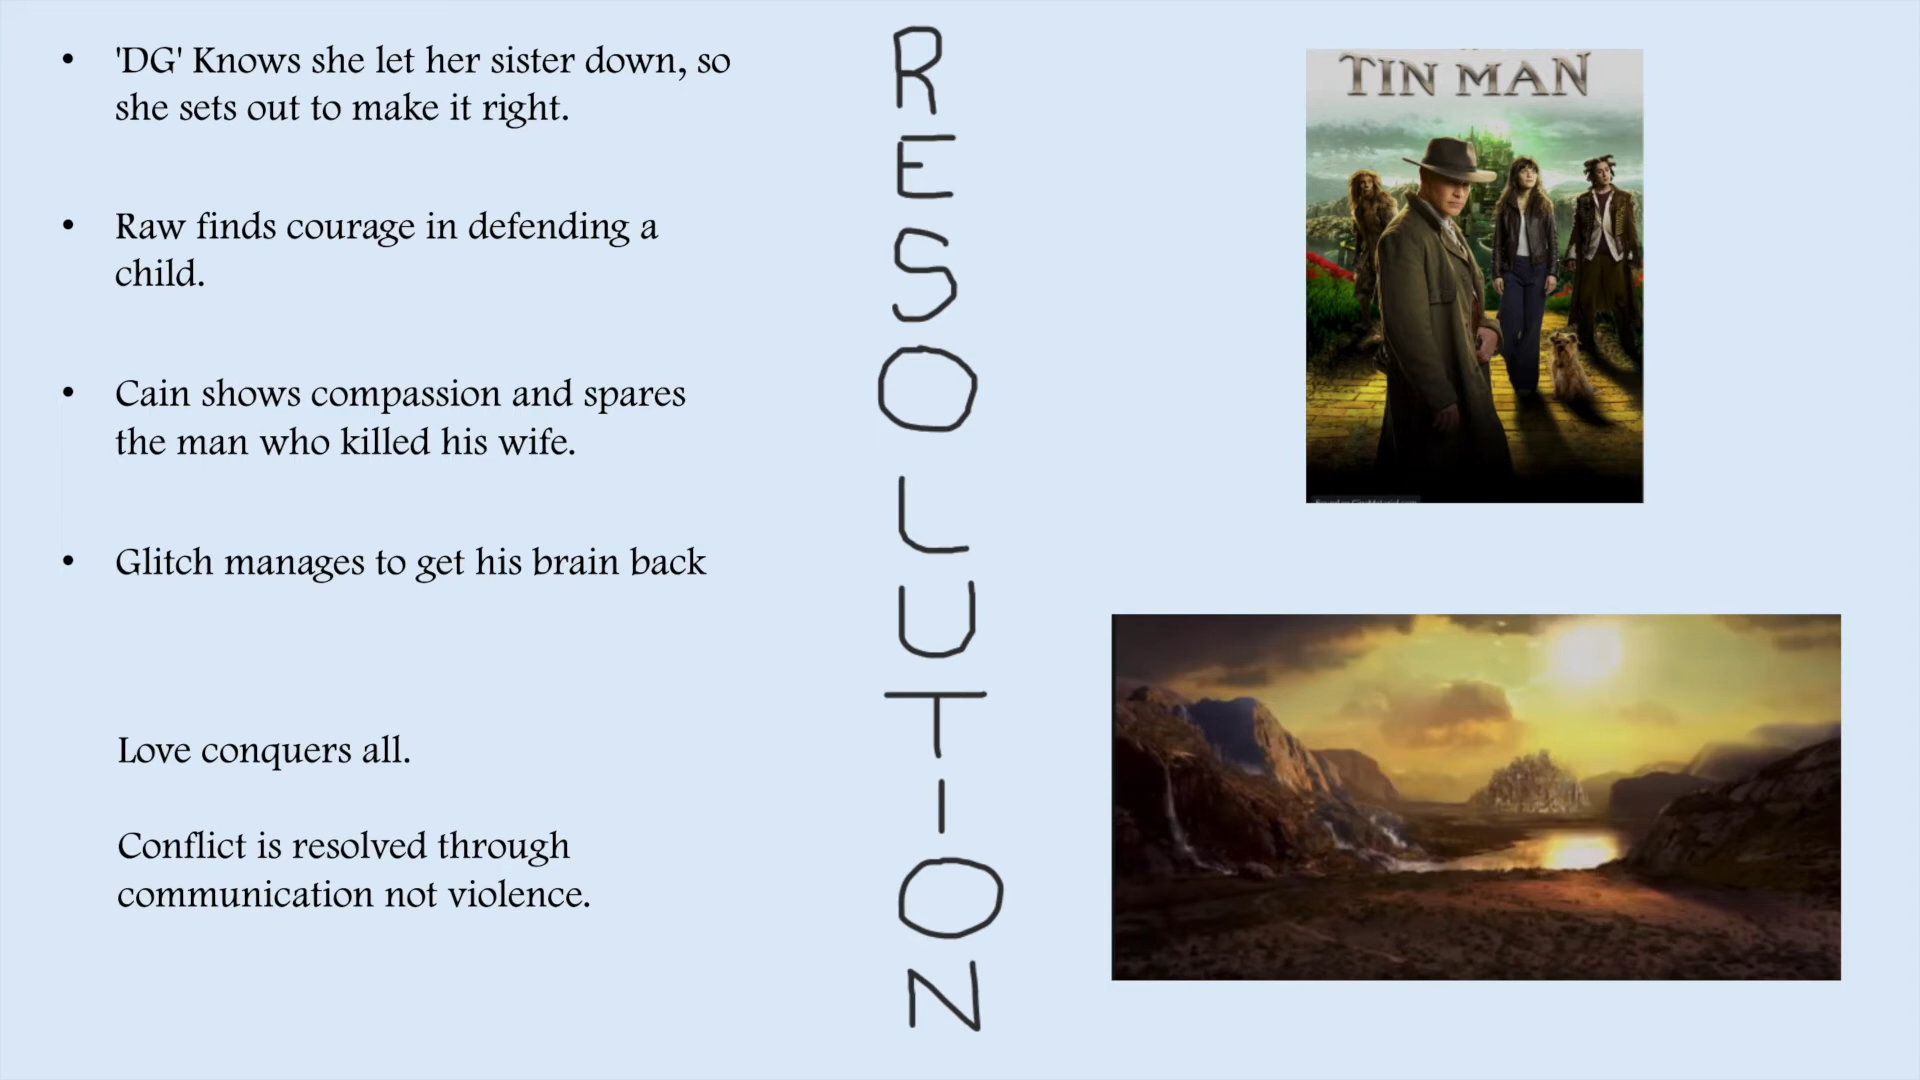 • 'DG' Knows she let her sister down, so
she sets out to make it right.
• Raw finds courage in defending a
child.
• Cain shows compassion and spares
the man who killed his wife.
• Glitch manages to get his brain back
Love conquers all.
Conflict is resolved through
communication not violence.
RESOLUTION
TIN MAN